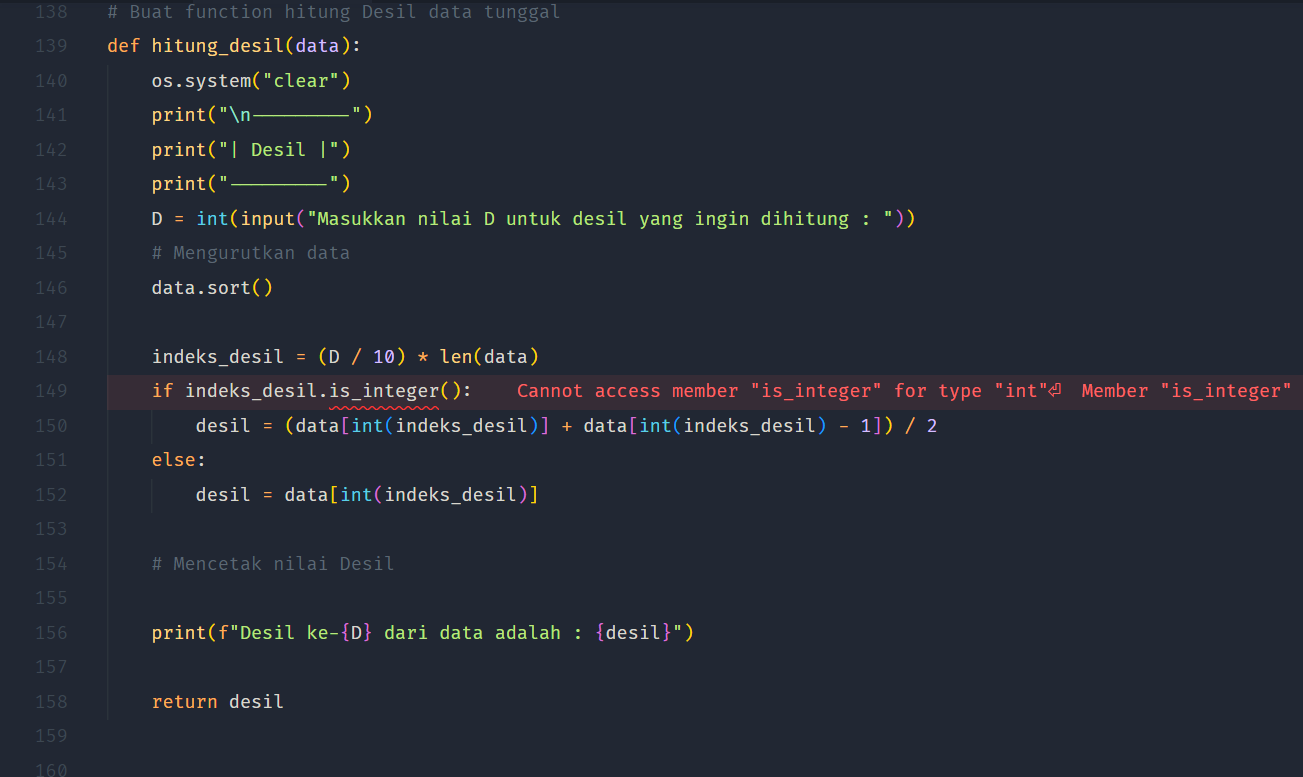 138 # Buat function hitung Desil data tunggal
139 def hitung_desil(data):
140 os.system("clear")
141 print("\n---------")
142 print("| Desil |")
143 print("---------")
144 D = int(input("Masukkan nilai D untuk desil yang ingin dihitung : "))
145 # Mengurutkan data
146 data.sort()
147
148 indeks_desil = (D / 10) * len(data)
149 if indeks_desil.is_integer(): Cannot access member "is_integer" for type "int"⏎ Member "is_integer"
150 desil = (data[int(indeks_desil)] + data[int(indeks_desil) - 1]) / 2
151 else:
152 desil = data[int(indeks_desil)]
153
154 # Mencetak nilai Desil
155
156 print(f"Desil ke-{D} dari data adalah : {desil}")
157
158 return desil
159
160